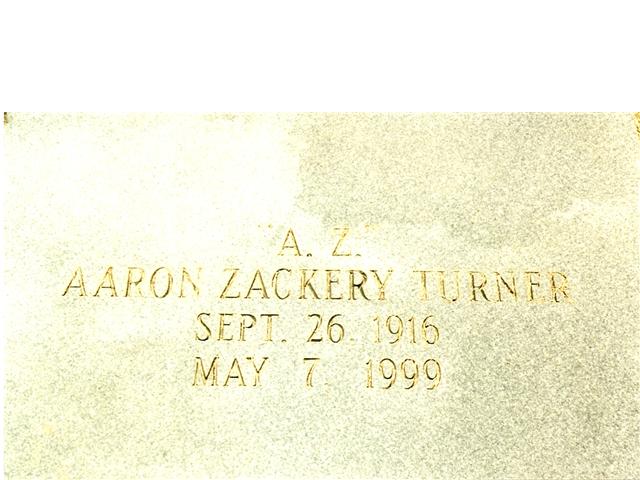 "A. Z."
AARON ZACKERY TURNER
SEPT. 26. 1916
MAY 7. 1999